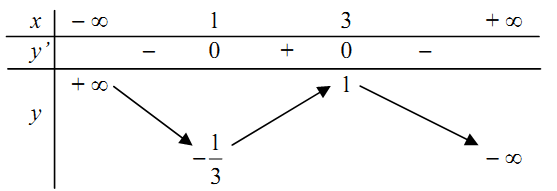 x − ∞ 1 3 + ∞
y’ − 0 + 0 −
+ ∞ 1
y
− 1/3 − ∞